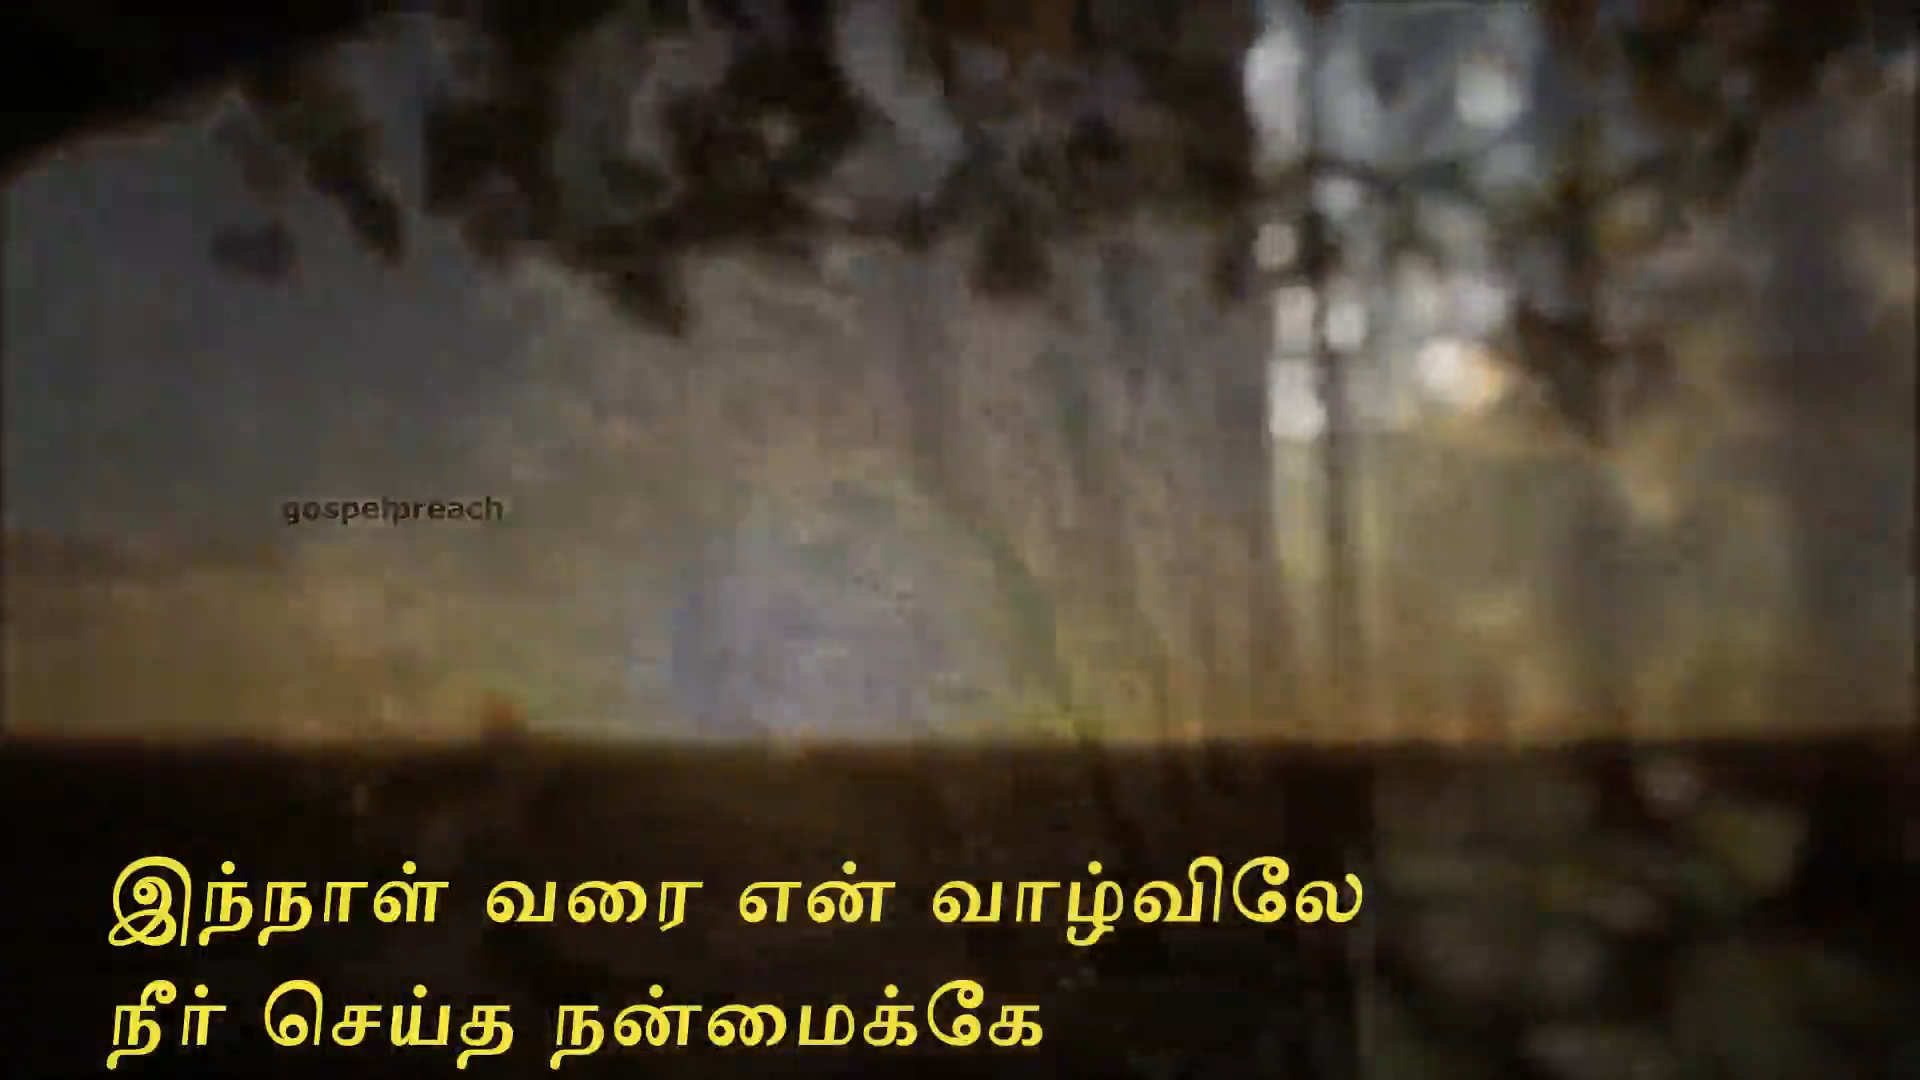 gospelpreach
இந்நாள் வரை என் வாழ்விலே
நீர் செய்த நன்மைக்கே